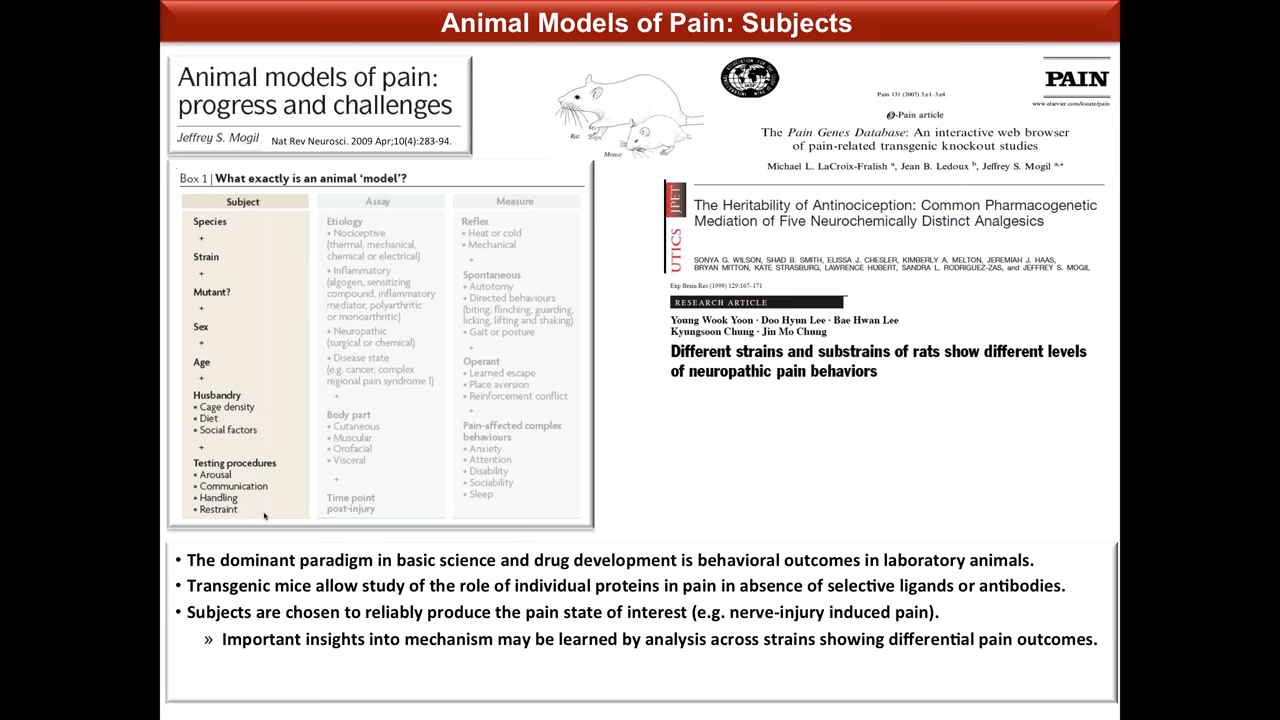 Animal Models of Pain: Subjects
Animal models of pain:
progress and challenges
Jeffrey S. Mogil Nat Rev Neurosci. 2009 Apr;10(4):283-94.
Rat
Mouse
PAIN
www.elsevier.com/locate/pain
Pain 131 (2007) 3.e1–3.e4
-Pain article
The Pain Genes Database: An interactive web browser
of pain-related transgenic knockout studies
Michael L. LaCroix-Fralish a, Jean B. Ledoux b, Jeffrey S. Mogil a,*
Box 1 | What exactly is an animal ‘model’?
Subject
Species
+
Strain
+
Mutant?
+
Sex
+
Age
+
Husbandry
• Cage density
• Diet
• Social factors
+
Testing procedures
• Arousal
• Communication
• Handling
• Restraint
Assay
Etiology
• Nociceptive
(thermal, mechanical,
chemical or electrical)
• Inflammatory
(algogen, sensitizing
compound, inflammatory
mediator, polyarthritic
or monoarthritic)
• Neuropathic
(surgical or chemical)
• Disease state
(e.g. cancer, complex
regional pain syndrome 1)
+
Body part
• Cutaneous
• Muscular
• Orofacial
• Visceral
+
Time point
post-injury
Measure
Reflex
• Heat or cold
• Mechanical
+
Spontaneous
• Autotomy
• Directed behaviours
(biting, flinching, guarding,
licking, lifting and shaking)
• Gait or posture
+
Operant
• Learned escape
• Place aversion
• Reinforcement conflict
+
Pain-affected complex
behaviours
• Anxiety
• Attention
• Disability
• Sociability
• Sleep
JPET
UTICS
The Heritability of Antinociception: Common Pharmacogenetic
Mediation of Five Neurochemically Distinct Analgesics
SONYA G. WILSON, SHAD B. SMITH, ELISSA J. CHESLER, KIMBERLY A. MELTON, JEREMIAH J. HAAS,
BRYAN MITTON, KATE STRASBURG, LAWRENCE HUBERT, SANDRA L. RODRIGUEZ-ZAS, and JEFFREY S. MOGIL
Exp Brain Res (1999) 129:167–171
RESEARCH ARTICLE
Young Wook Yoon · Doo Hyun Lee · Bae Hwan Lee
Kyungsoon Chung · Jin Mo Chung
Different strains and substrains of rats show different levels
of neuropathic pain behaviors
• The dominant paradigm in basic science and drug development is behavioral outcomes in laboratory animals.
• Transgenic mice allow study of the role of individual proteins in pain in absence of selective ligands or antibodies.
• Subjects are chosen to reliably produce the pain state of interest (e.g. nerve-injury induced pain).
» Important insights into mechanism may be learned by analysis across strains showing differential pain outcomes.